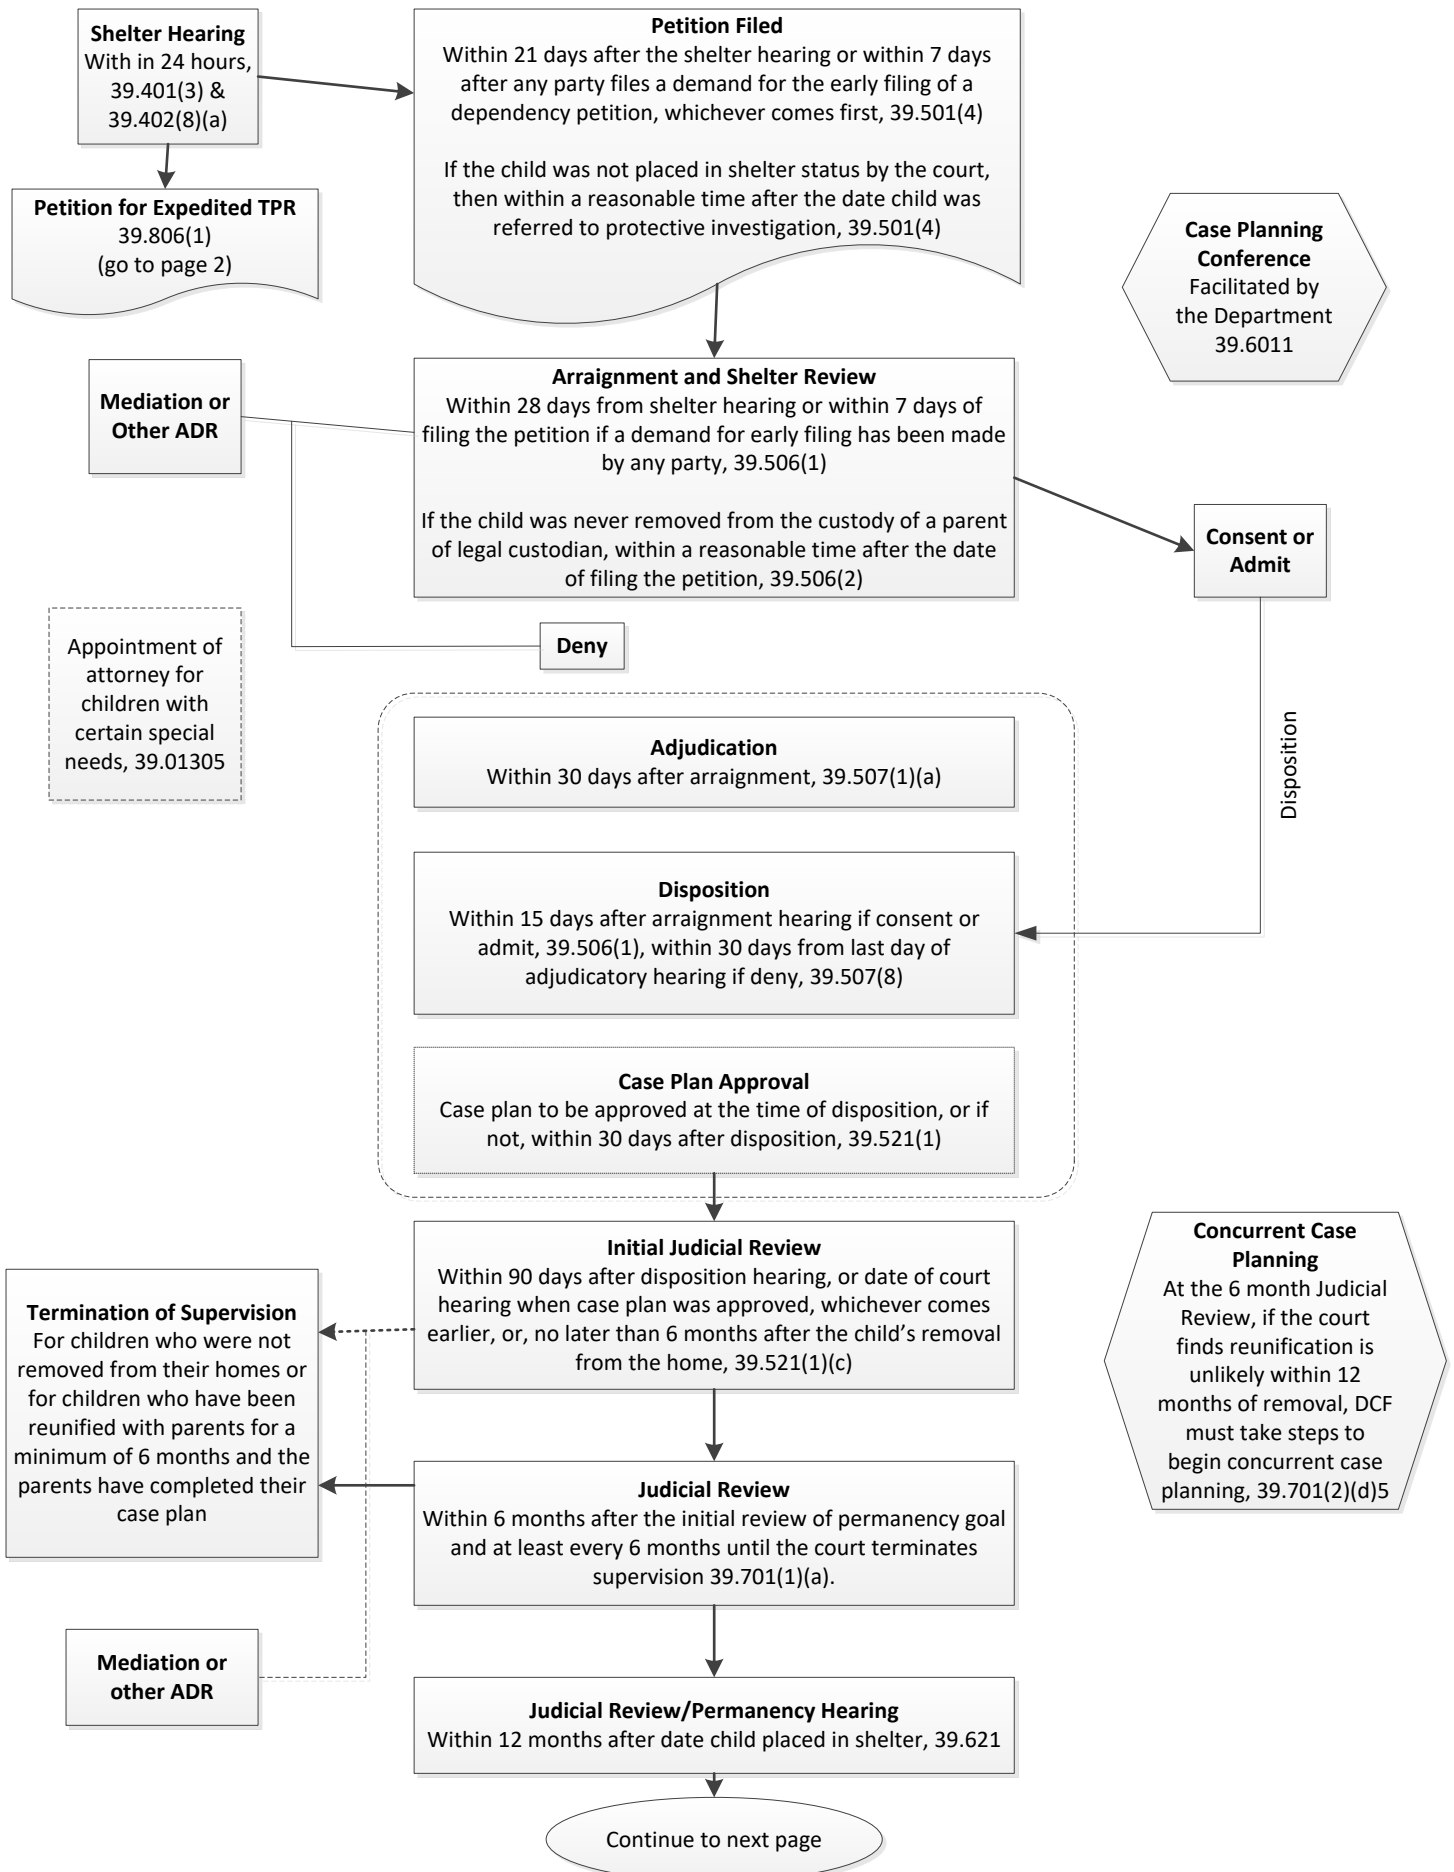 Shelter Hearing
With in 24 hours,
39.401(3) &
39.402(8)(a)
Petition Filed
Within 21 days after the shelter hearing or within 7 days
after any party files a demand for the early filing of a
dependency petition, whichever comes first, 39.501(4)
If the child was not placed in shelter status by the court,
then within a reasonable time after the date child was
referred to protective investigation, 39.501(4)
Petition for Expedited TPR
39.806(1)
(go to page 2)
Case Planning
Conference
Facilitated by
the Department
39.6011
Mediation or
Other ADR
Arraignment and Shelter Review
Within 28 days from shelter hearing or within 7 days of
filing the petition if a demand for early filing has been made
by any party, 39.506(1)
If the child was never removed from the custody of a parent
of legal custodian, within a reasonable time after the date
of filing the petition, 39.506(2)
Consent or
Admit
Deny
Appointment of
attorney for
children with
certain special
needs, 39.01305
Adjudication
Within 30 days after arraignment, 39.507(1)(a)
Disposition
Disposition
Within 15 days after arraignment hearing if consent or
admit, 39.506(1), within 30 days from last day of
adjudicatory hearing if deny, 39.507(8)
Case Plan Approval
Case plan to be approved at the time of disposition, or if
not, within 30 days after disposition, 39.521(1)
Initial Judicial Review
Within 90 days after disposition hearing, or date of court
hearing when case plan was approved, whichever comes
earlier, or, no later than 6 months after the child's removal
from the home, 39.521(1)(c)
Termination of Supervision
For children who were not
removed from their homes or
for children who have been
reunified with parents for a
minimum of 6 months and the
parents have completed their
case plan
Concurrent Case
Planning
At the 6 month Judicial
Review, if the court
finds reunification is
unlikely within 12
months of removal, DCF
must take steps to
begin concurrent case
planning, 39.701(2)(d)5
Judicial Review
Within 6 months after the initial review of permanency goal
and at least every 6 months until the court terminates
supervision 39.701(1)(a).
Mediation or
other ADR
Judicial Review/Permanency Hearing
Within 12 months after date child placed in shelter, 39.621
Continue to next page